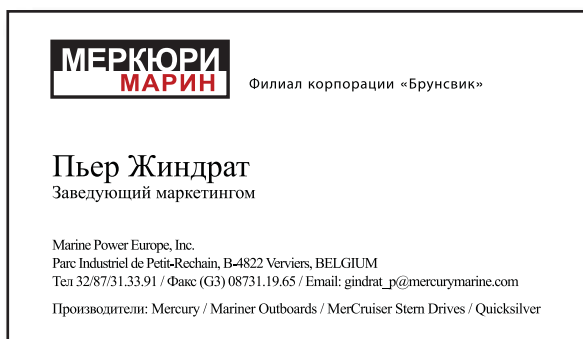 МЕРКЮРИ
МАРИН
Филиал корпорации «Брунсвик»
Пьер Жиндрат
Заведующий маркетингом
Marine Power Europe, Inc.
Parc Industriel de Petit-Rechain, B-4822 Verviers, BELGIUM
Тел 32/87/31.33.91 / Факс (G3) 08731.19.65 / Email: gindrat_p@mercurymarine.com
Производители: Mercury / Mariner Outboards / MerCruiser Stern Drives / Quicksilver